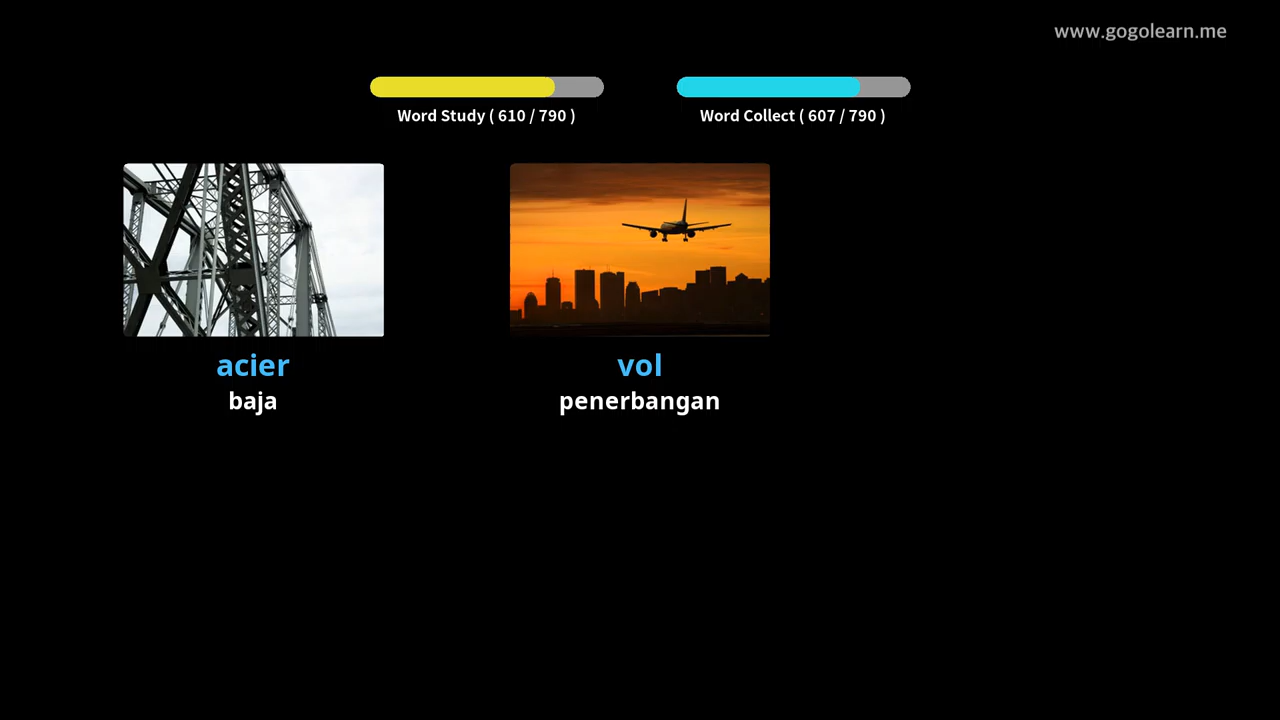 www.gogolearn.me
Word Study ( 610 / 790 )
Word Collect ( 607 / 790 )
acier
baja
vol
penerbangan